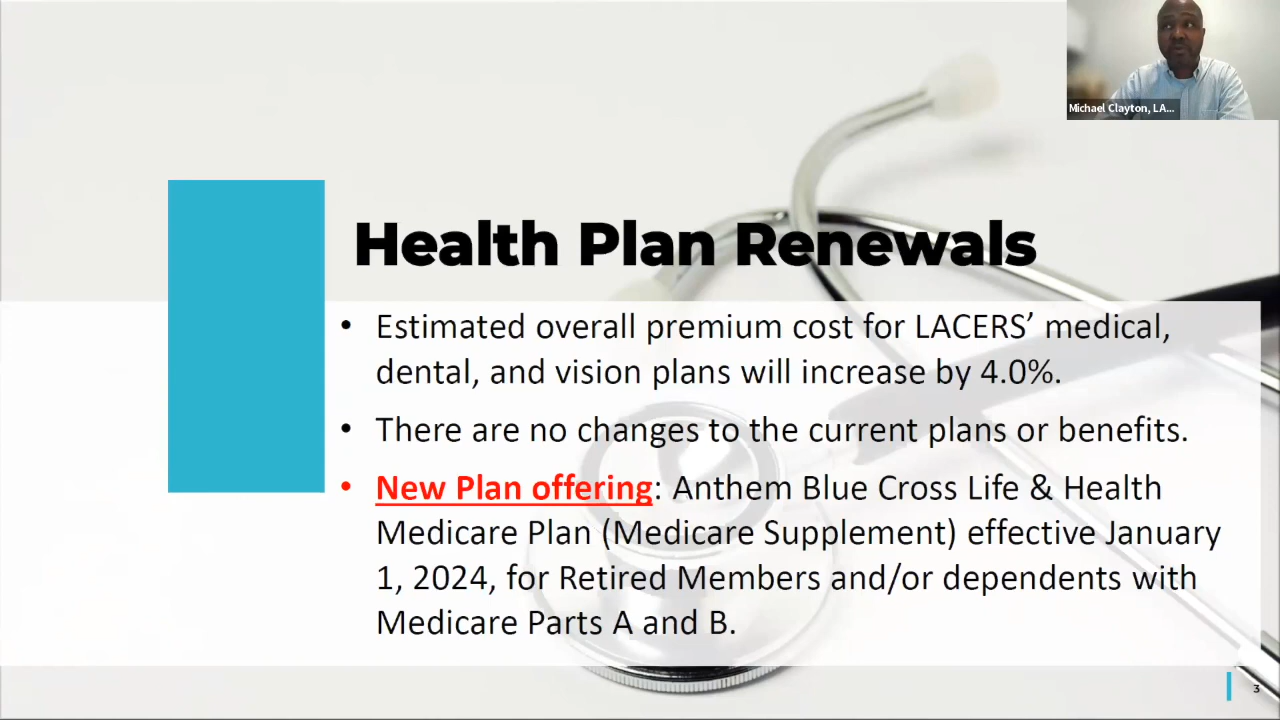 Michael Clayton, LA...
Health Plan Renewals
• Estimated overall premium cost for LACERS’ medical,
dental, and vision plans will increase by 4.0%.
• There are no changes to the current plans or benefits.
• New Plan offering: Anthem Blue Cross Life & Health
Medicare Plan (Medicare Supplement) effective January
1, 2024, for Retired Members and/or dependents with
Medicare Parts A and B.
3